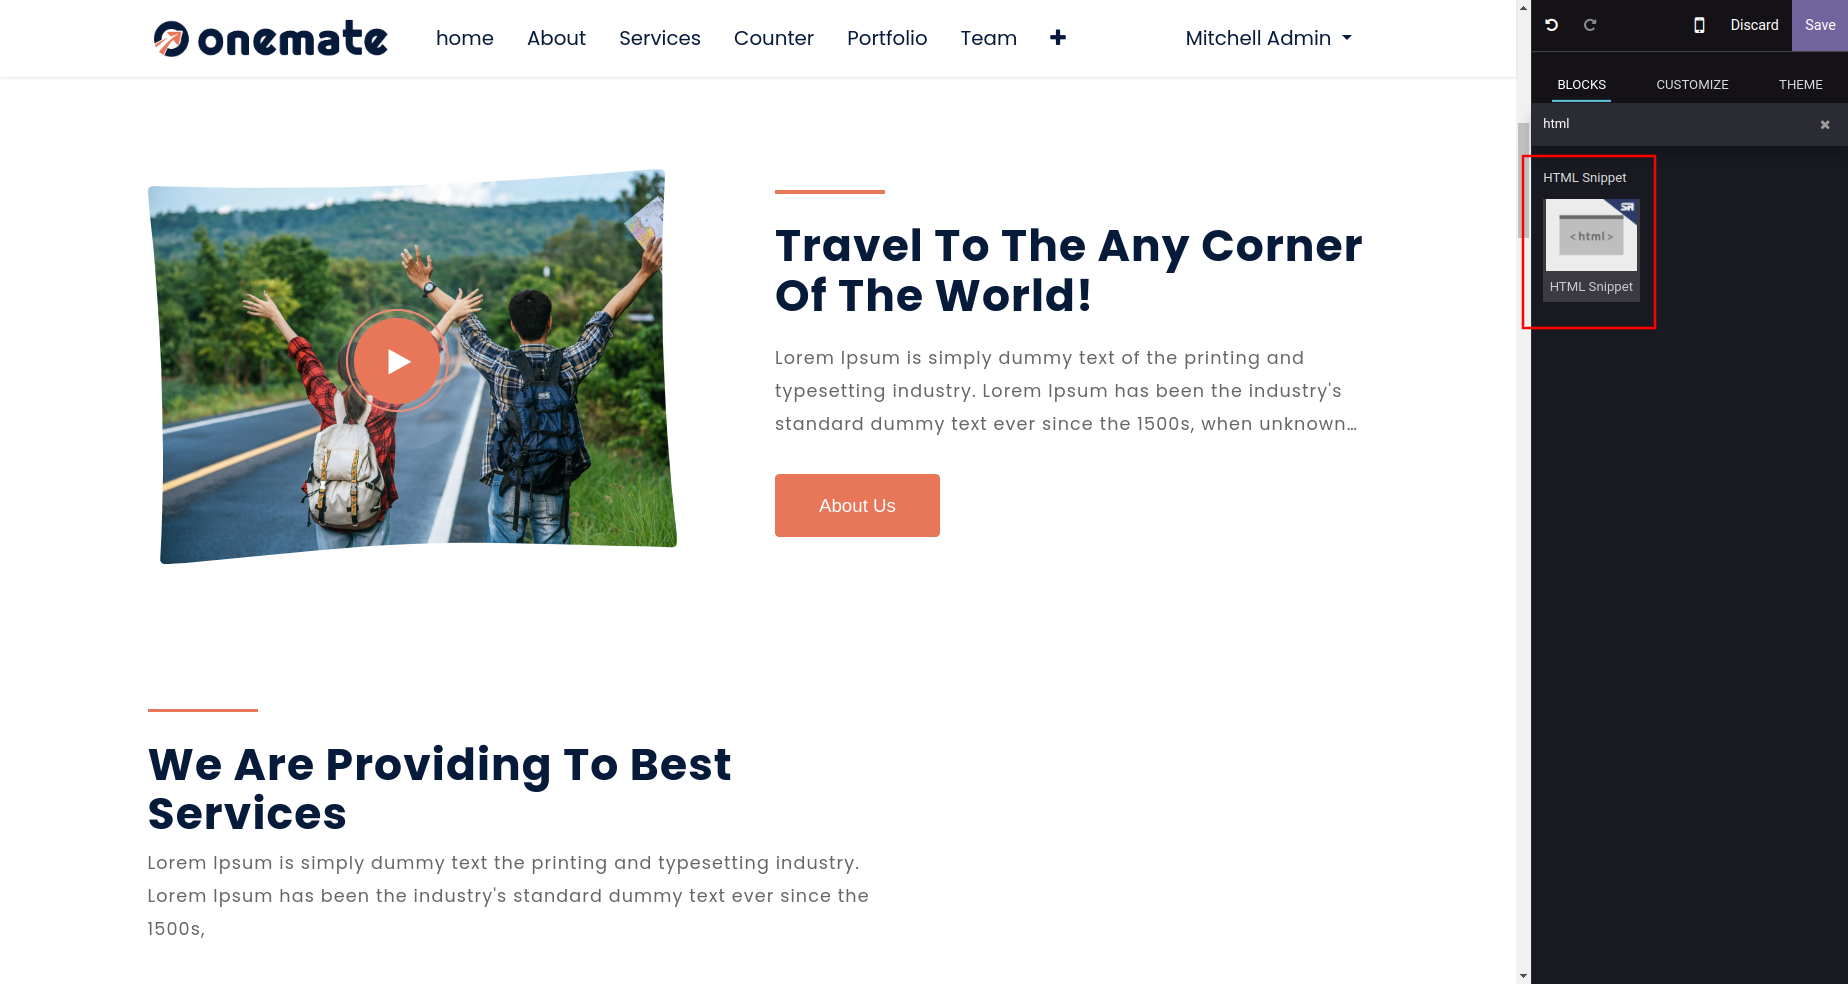 onemate
home About Services Counter Portfolio Team Mitchell Admin
Discard Save
BLOCKS CUSTOMIZE THEME
html
HTML Snippet
SR
<html>
HTML Snippet
Travel To The Any Corner
Of The World!
Lorem Ipsum is simply dummy text of the printing and
typesetting industry. Lorem Ipsum has been the industry's
standard dummy text ever since the 1500s, when unknown...
About Us
We Are Providing To Best
Services
Lorem Ipsum is simply dummy text the printing and typesetting industry.
Lorem Ipsum has been the industry's standard dummy text ever since the
1500s,